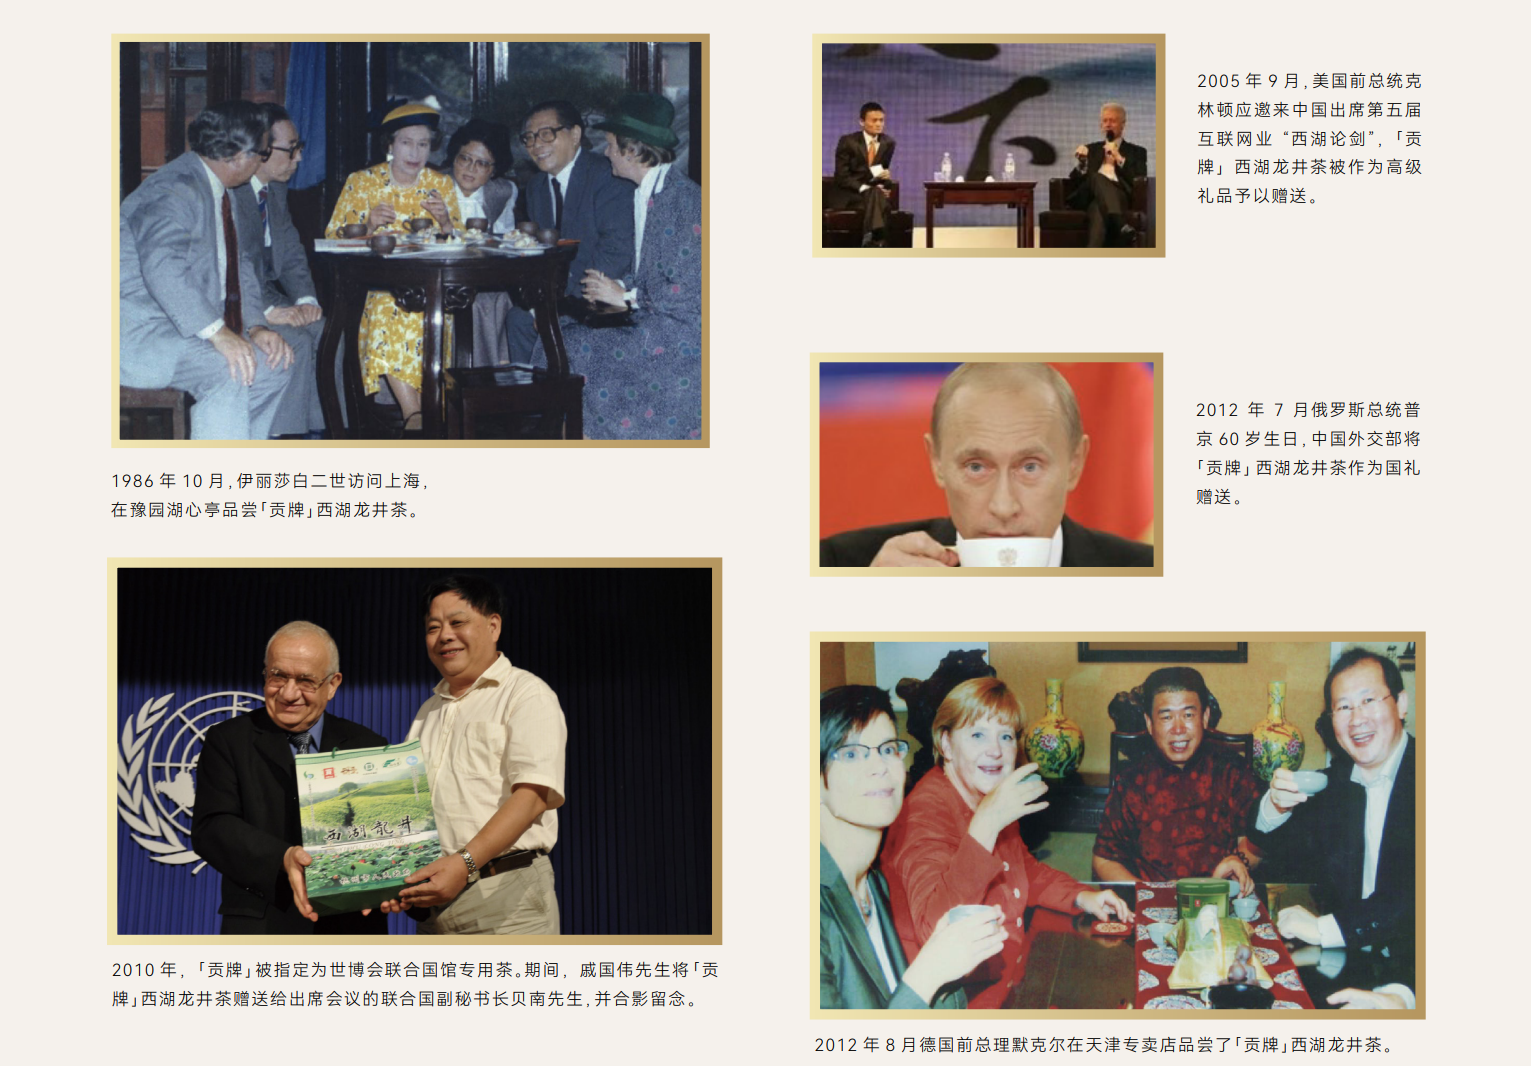 1986 年 10 月,伊丽莎白二世访问上海,
在豫园湖心亭品尝「贡牌」西湖龙井茶。
西湖龍井
2010 年, 「贡牌」被指定为世博会联合国馆专用茶。期间, 戚国伟先生将「贡
牌」西湖龙井茶赠送给出席会议的联合国副秘书长贝南先生,并合影留念。
下
2005 年 9 月,美国前总统克
林顿应邀来中国出席第五届
互联网业 “西湖论剑”, 「贡
牌」西湖龙井茶被作为高级
礼品予以赠送。
2012 年 7 月俄罗斯总统普
京 60 岁生日,中国外交部将
「贡牌」西湖龙井茶作为国礼
赠送。
2012 年 8 月德国前总理默克尔在天津专卖店品尝了「贡牌」西湖龙井茶。